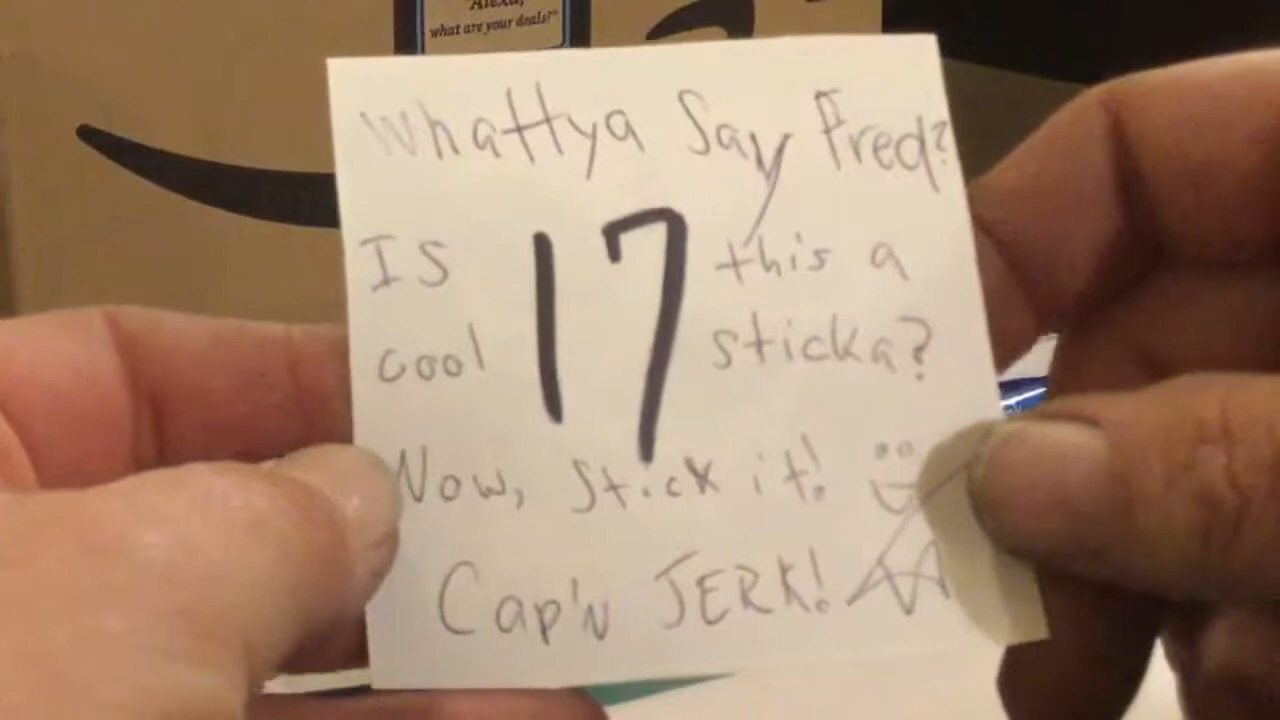 "Alexa,
what are your deals?"
Whattya Say Fred?
Is 17 this a
cool sticka?
Now, Stick it!
Cap'n JERK!